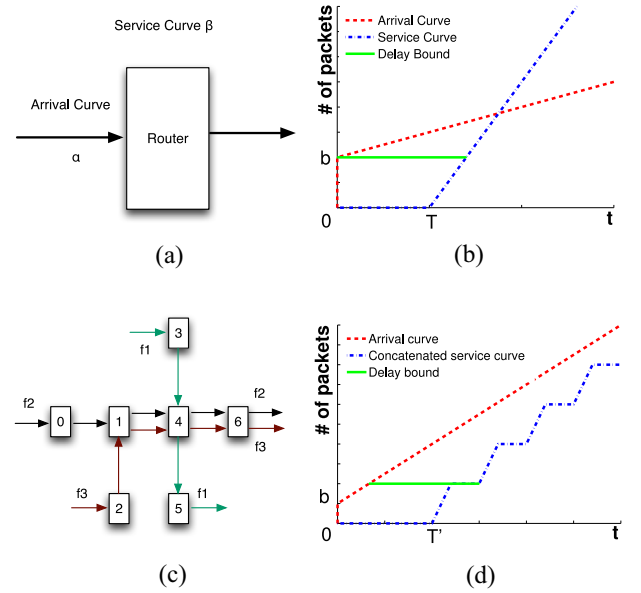 Service Curve β
Arrival Curve
α
Router
(a)
# of packets
Arrival Curve
Service Curve
Delay Bound
b
0
T
t
(b)
3
f1
f2
0
1
4
6
f2
f3
f3
2
5
f1
(c)
# of packets
Arrival curve
Concatenated service curve
Delay bound
b
0
T'
t
(d)